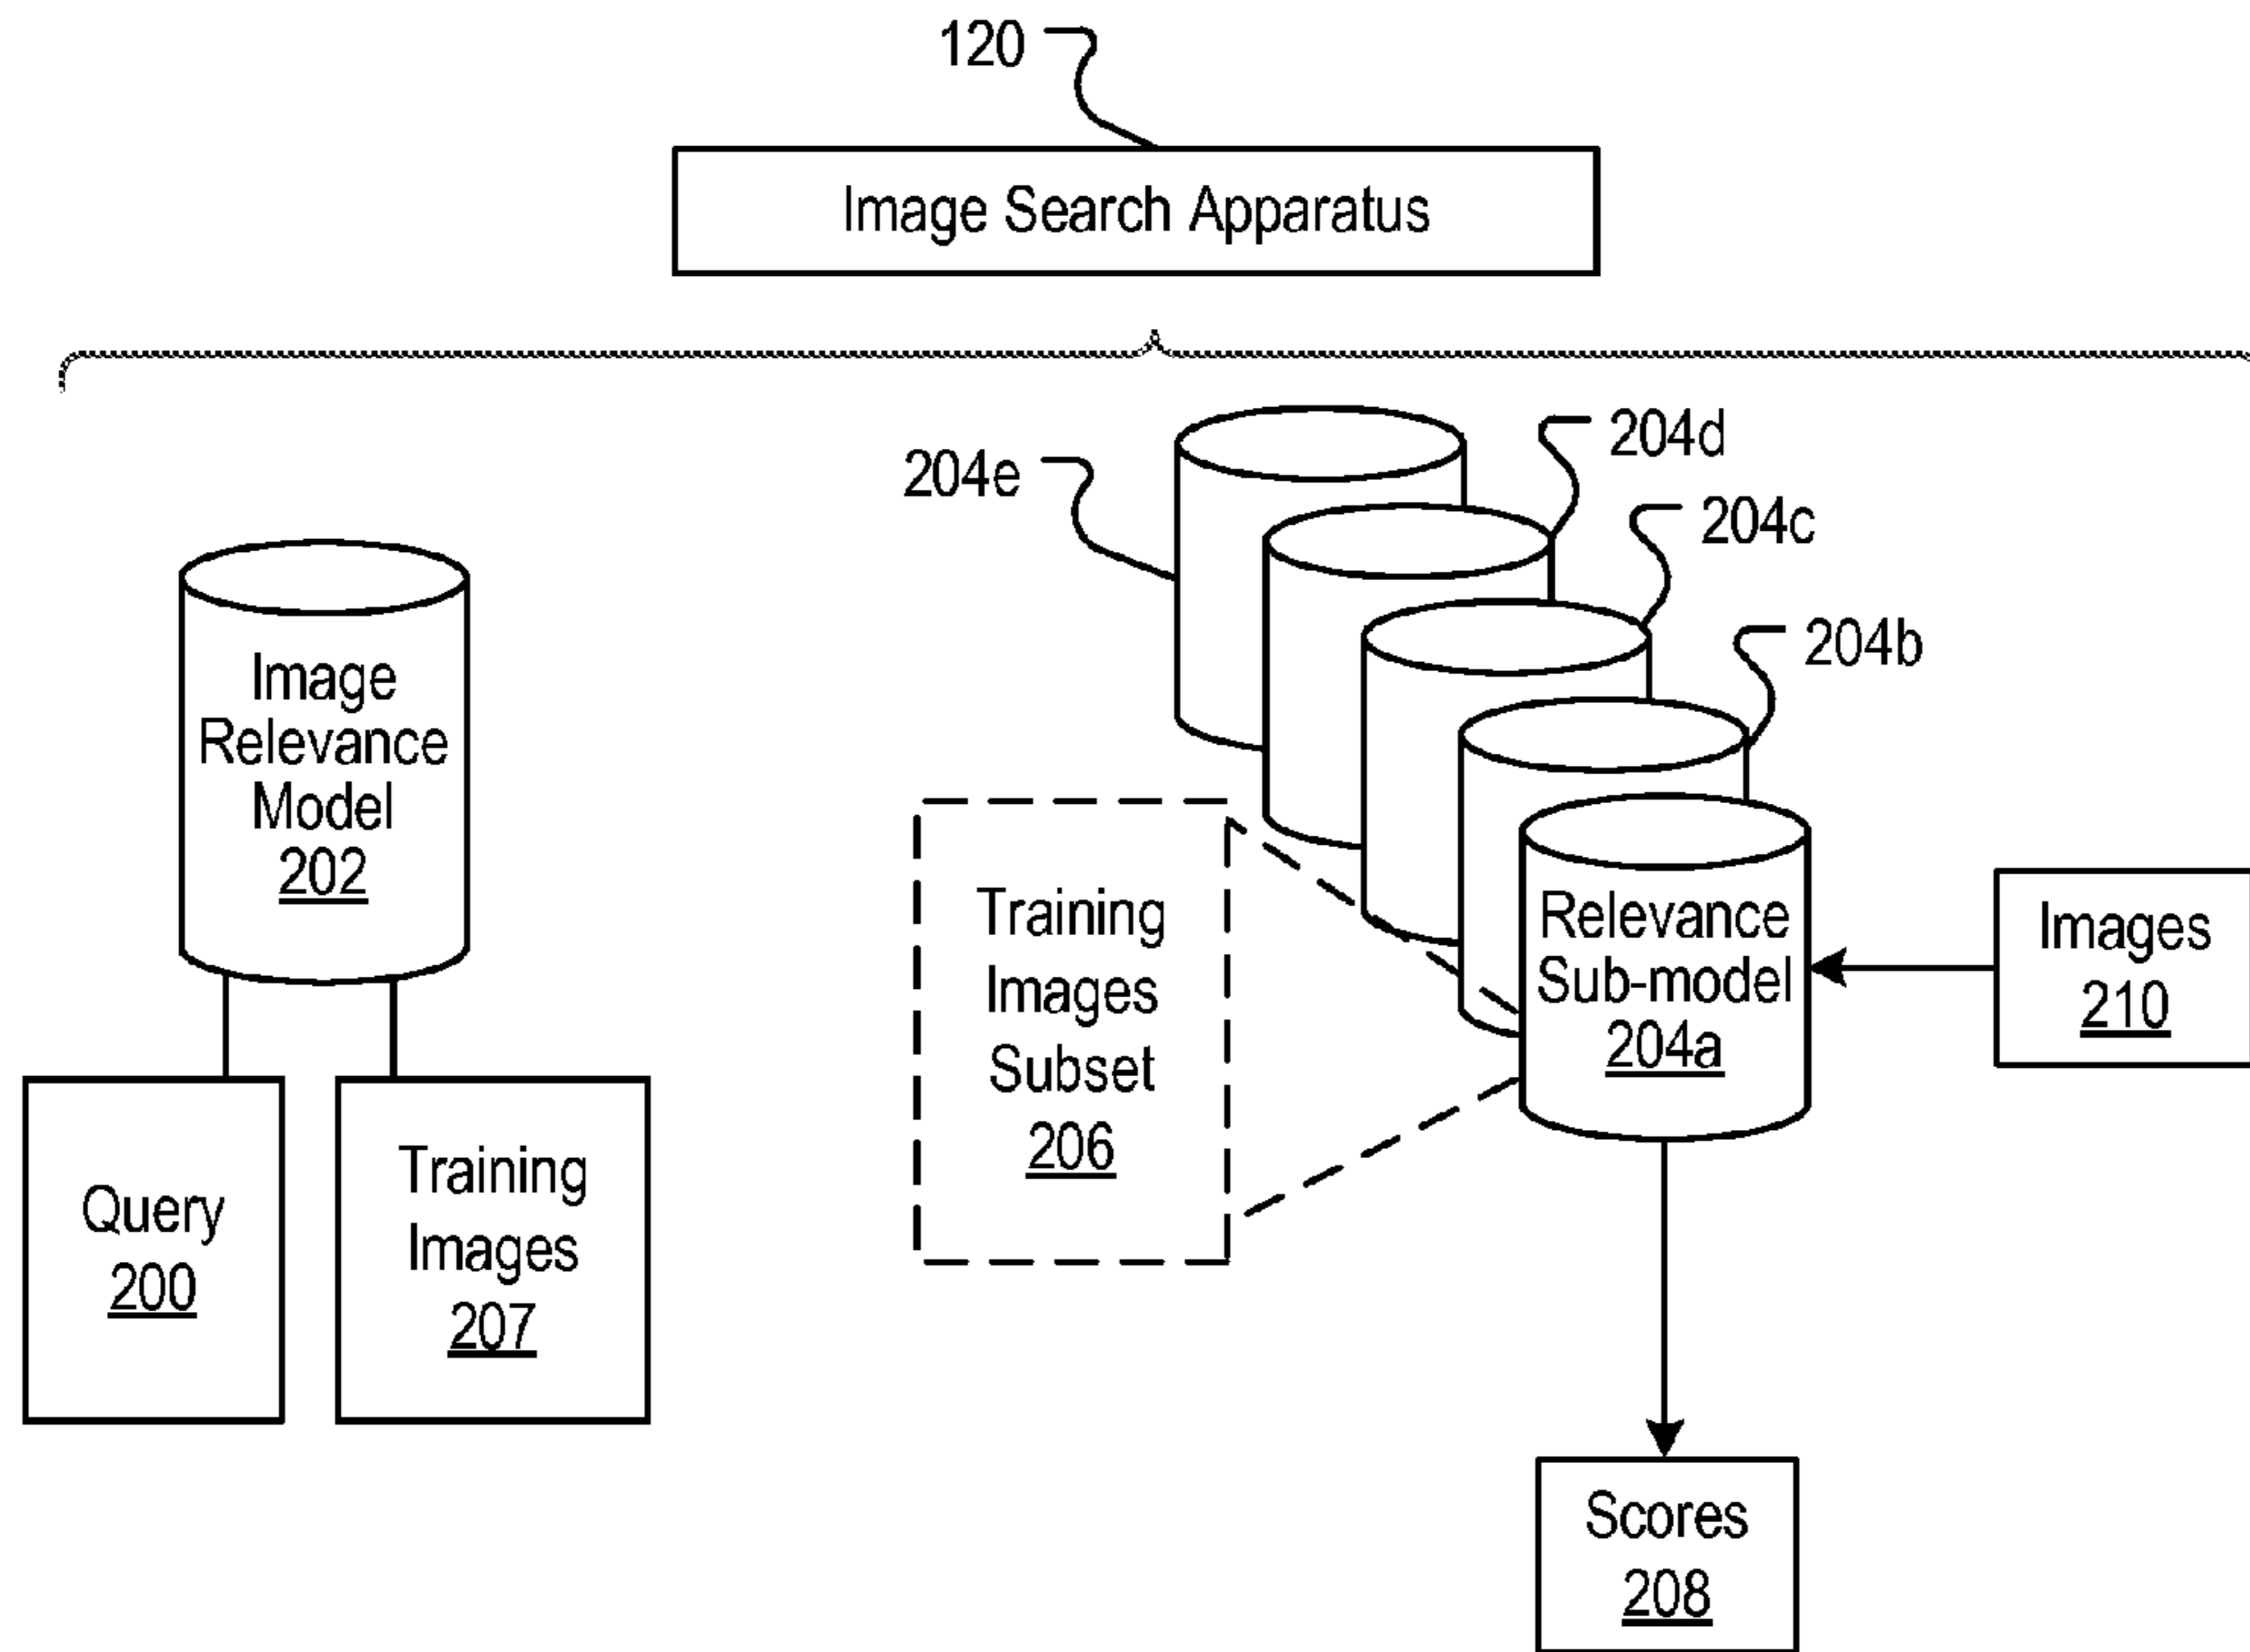 120
Image Search Apparatus
204e
204d
204c
204b
Image
Relevance
Model
202
Training
Images
Subset
206
Relevance
Sub-model
204a
Images
210
Query
200
Training
Images
207
Scores
208